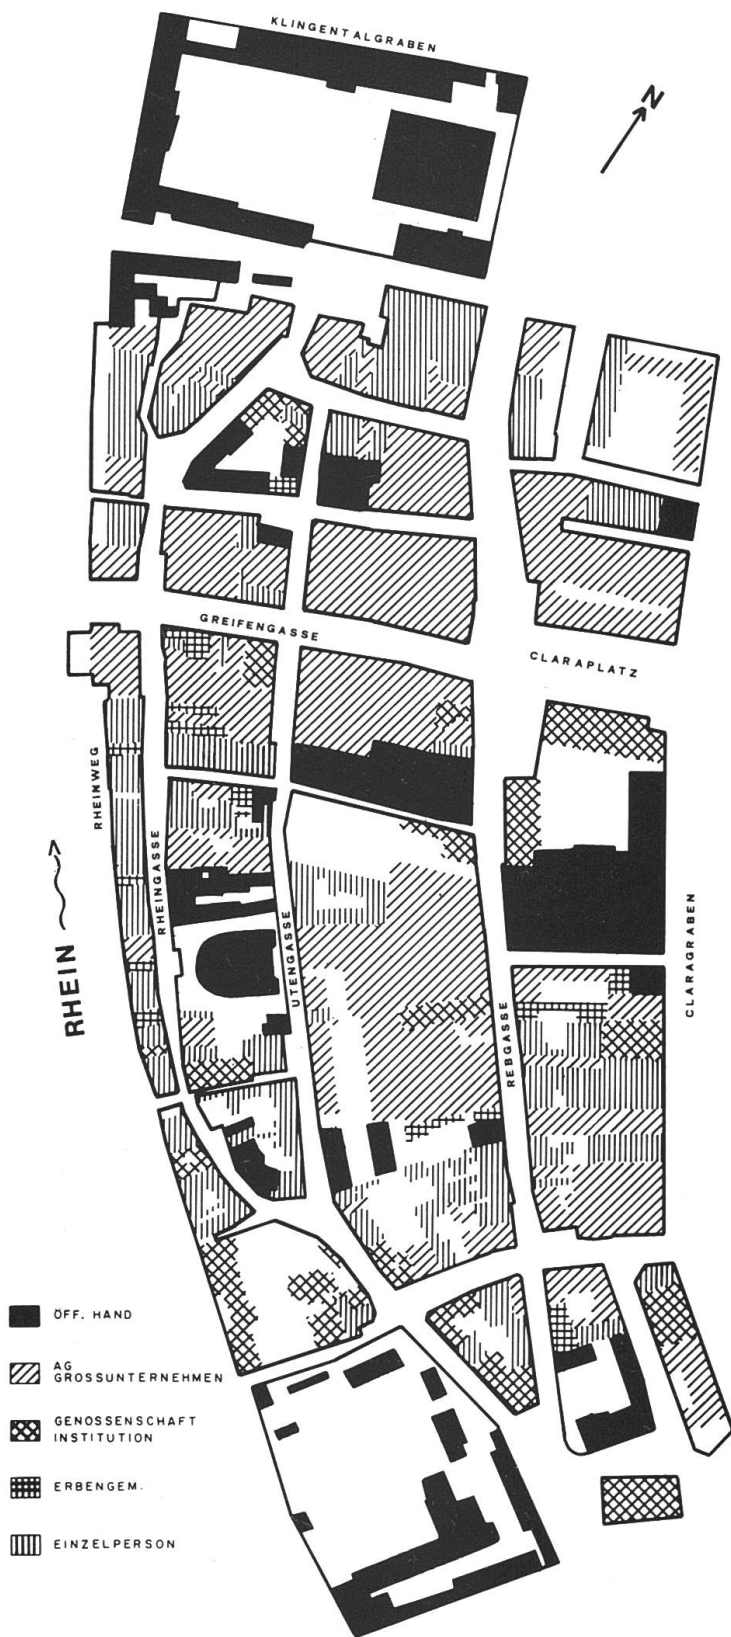 KLINGENTALGRABEN
N
GREIFENGASSE
CLARAPLATZ
RHEINWEG
RHEINGASSE
UTENGASSE
REBGASSE
CLARAGRABEN
RHEIN
ÖFF. HAND
AG
GROSSUNTERNEHMEN
GENOSSENSCHAFT
INSTITUTION
ERBENGEM.
EINZELPERSON